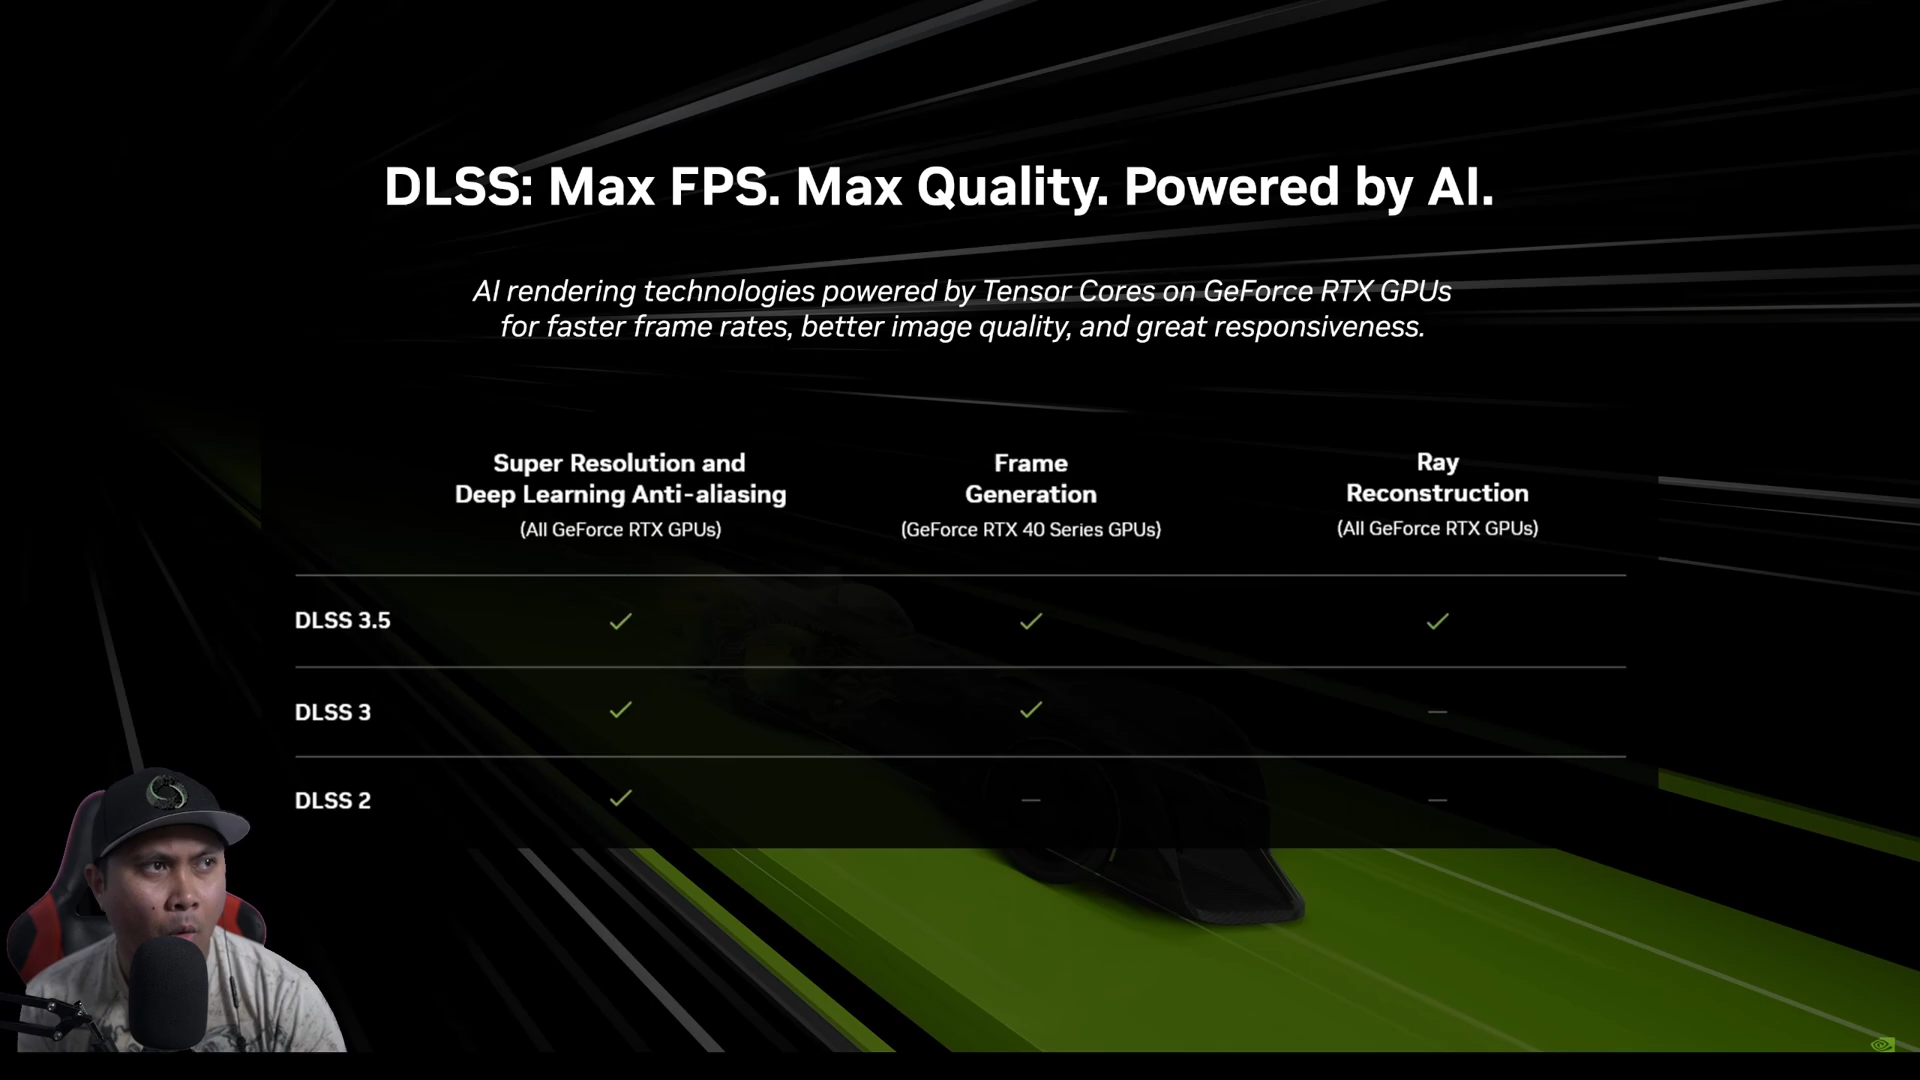 DLSS: Max FPS. Max Quality. Powered by AI.
AI rendering technologies powered by Tensor Cores on GeForce RTX GPUs
for faster frame rates, better image quality, and great responsiveness.
Super Resolution and
Deep Learning Anti-aliasing
(All GeForce RTX GPUs)
Frame
Generation
(GeForce RTX 40 Series GPUs)
Ray
Reconstruction
(All GeForce RTX GPUs)
DLSS 3.5 ✓ ✓ ✓
DLSS 3 ✓ ✓ —
DLSS 2 ✓ — —